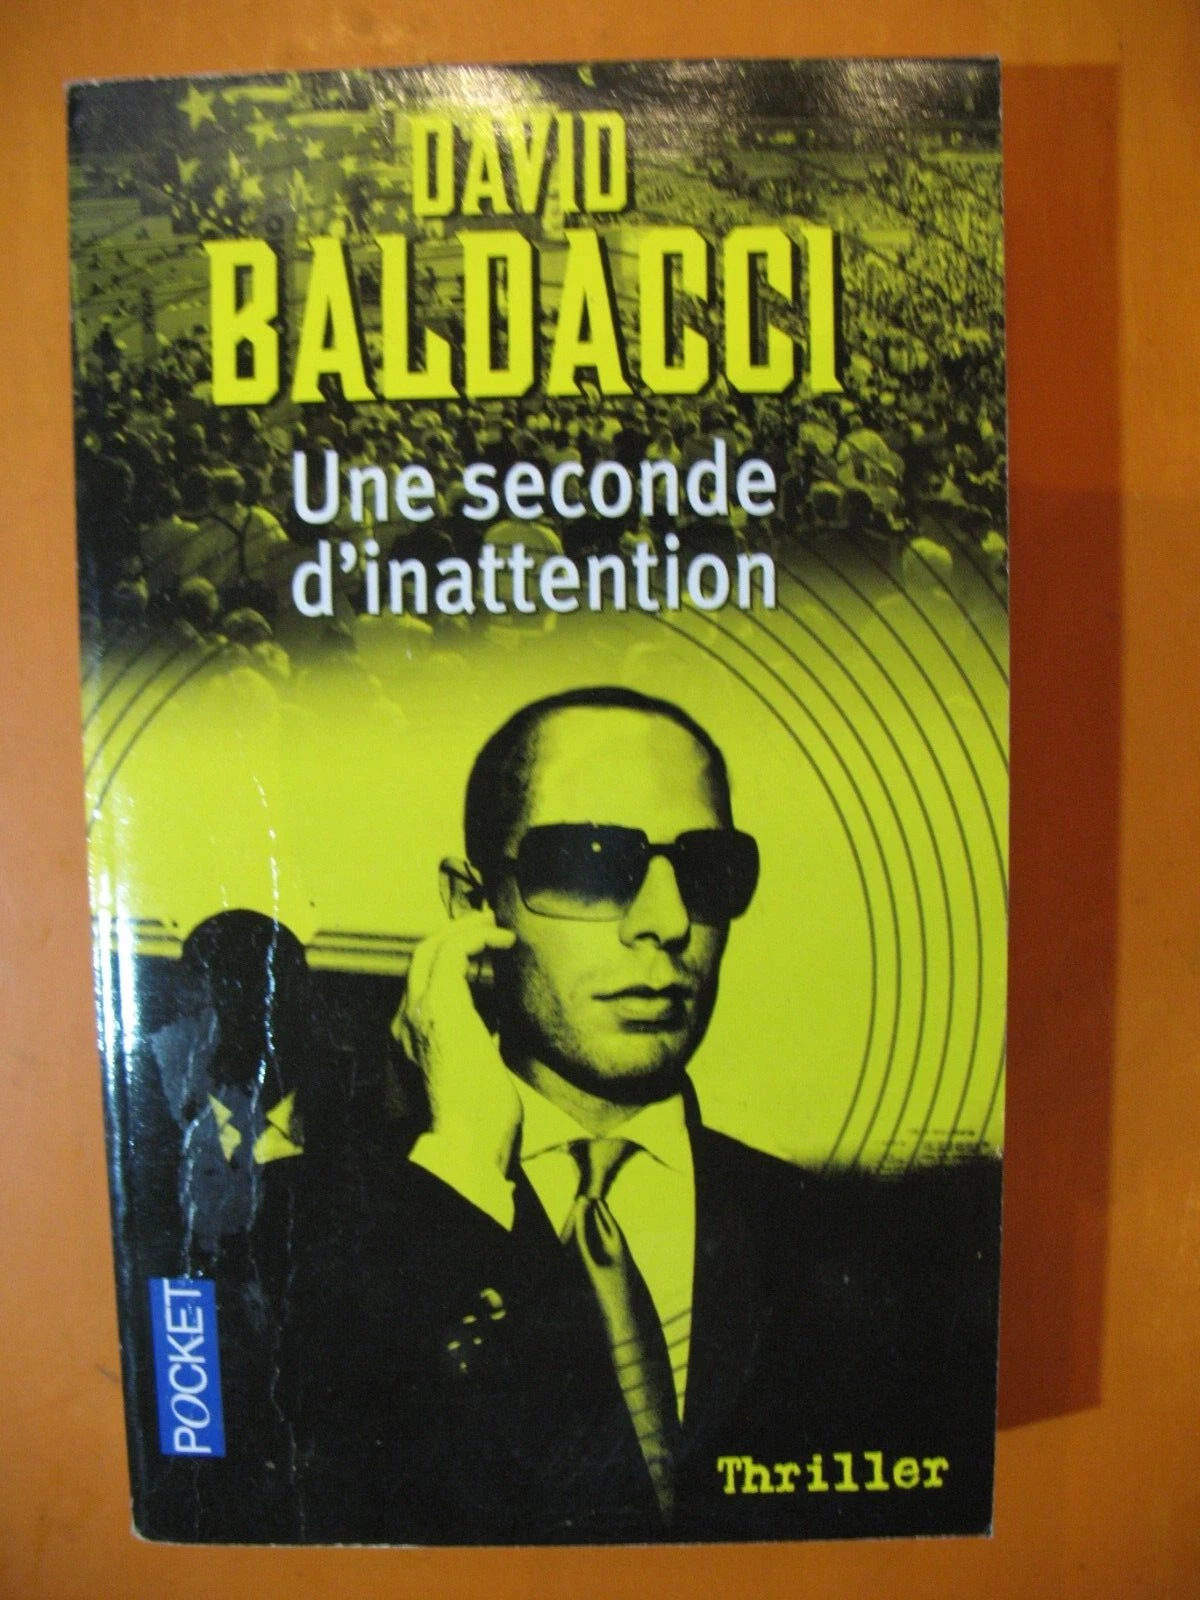 DAVID
BALDACCI
Une seconde
d'inattention
POCKET
Thriller